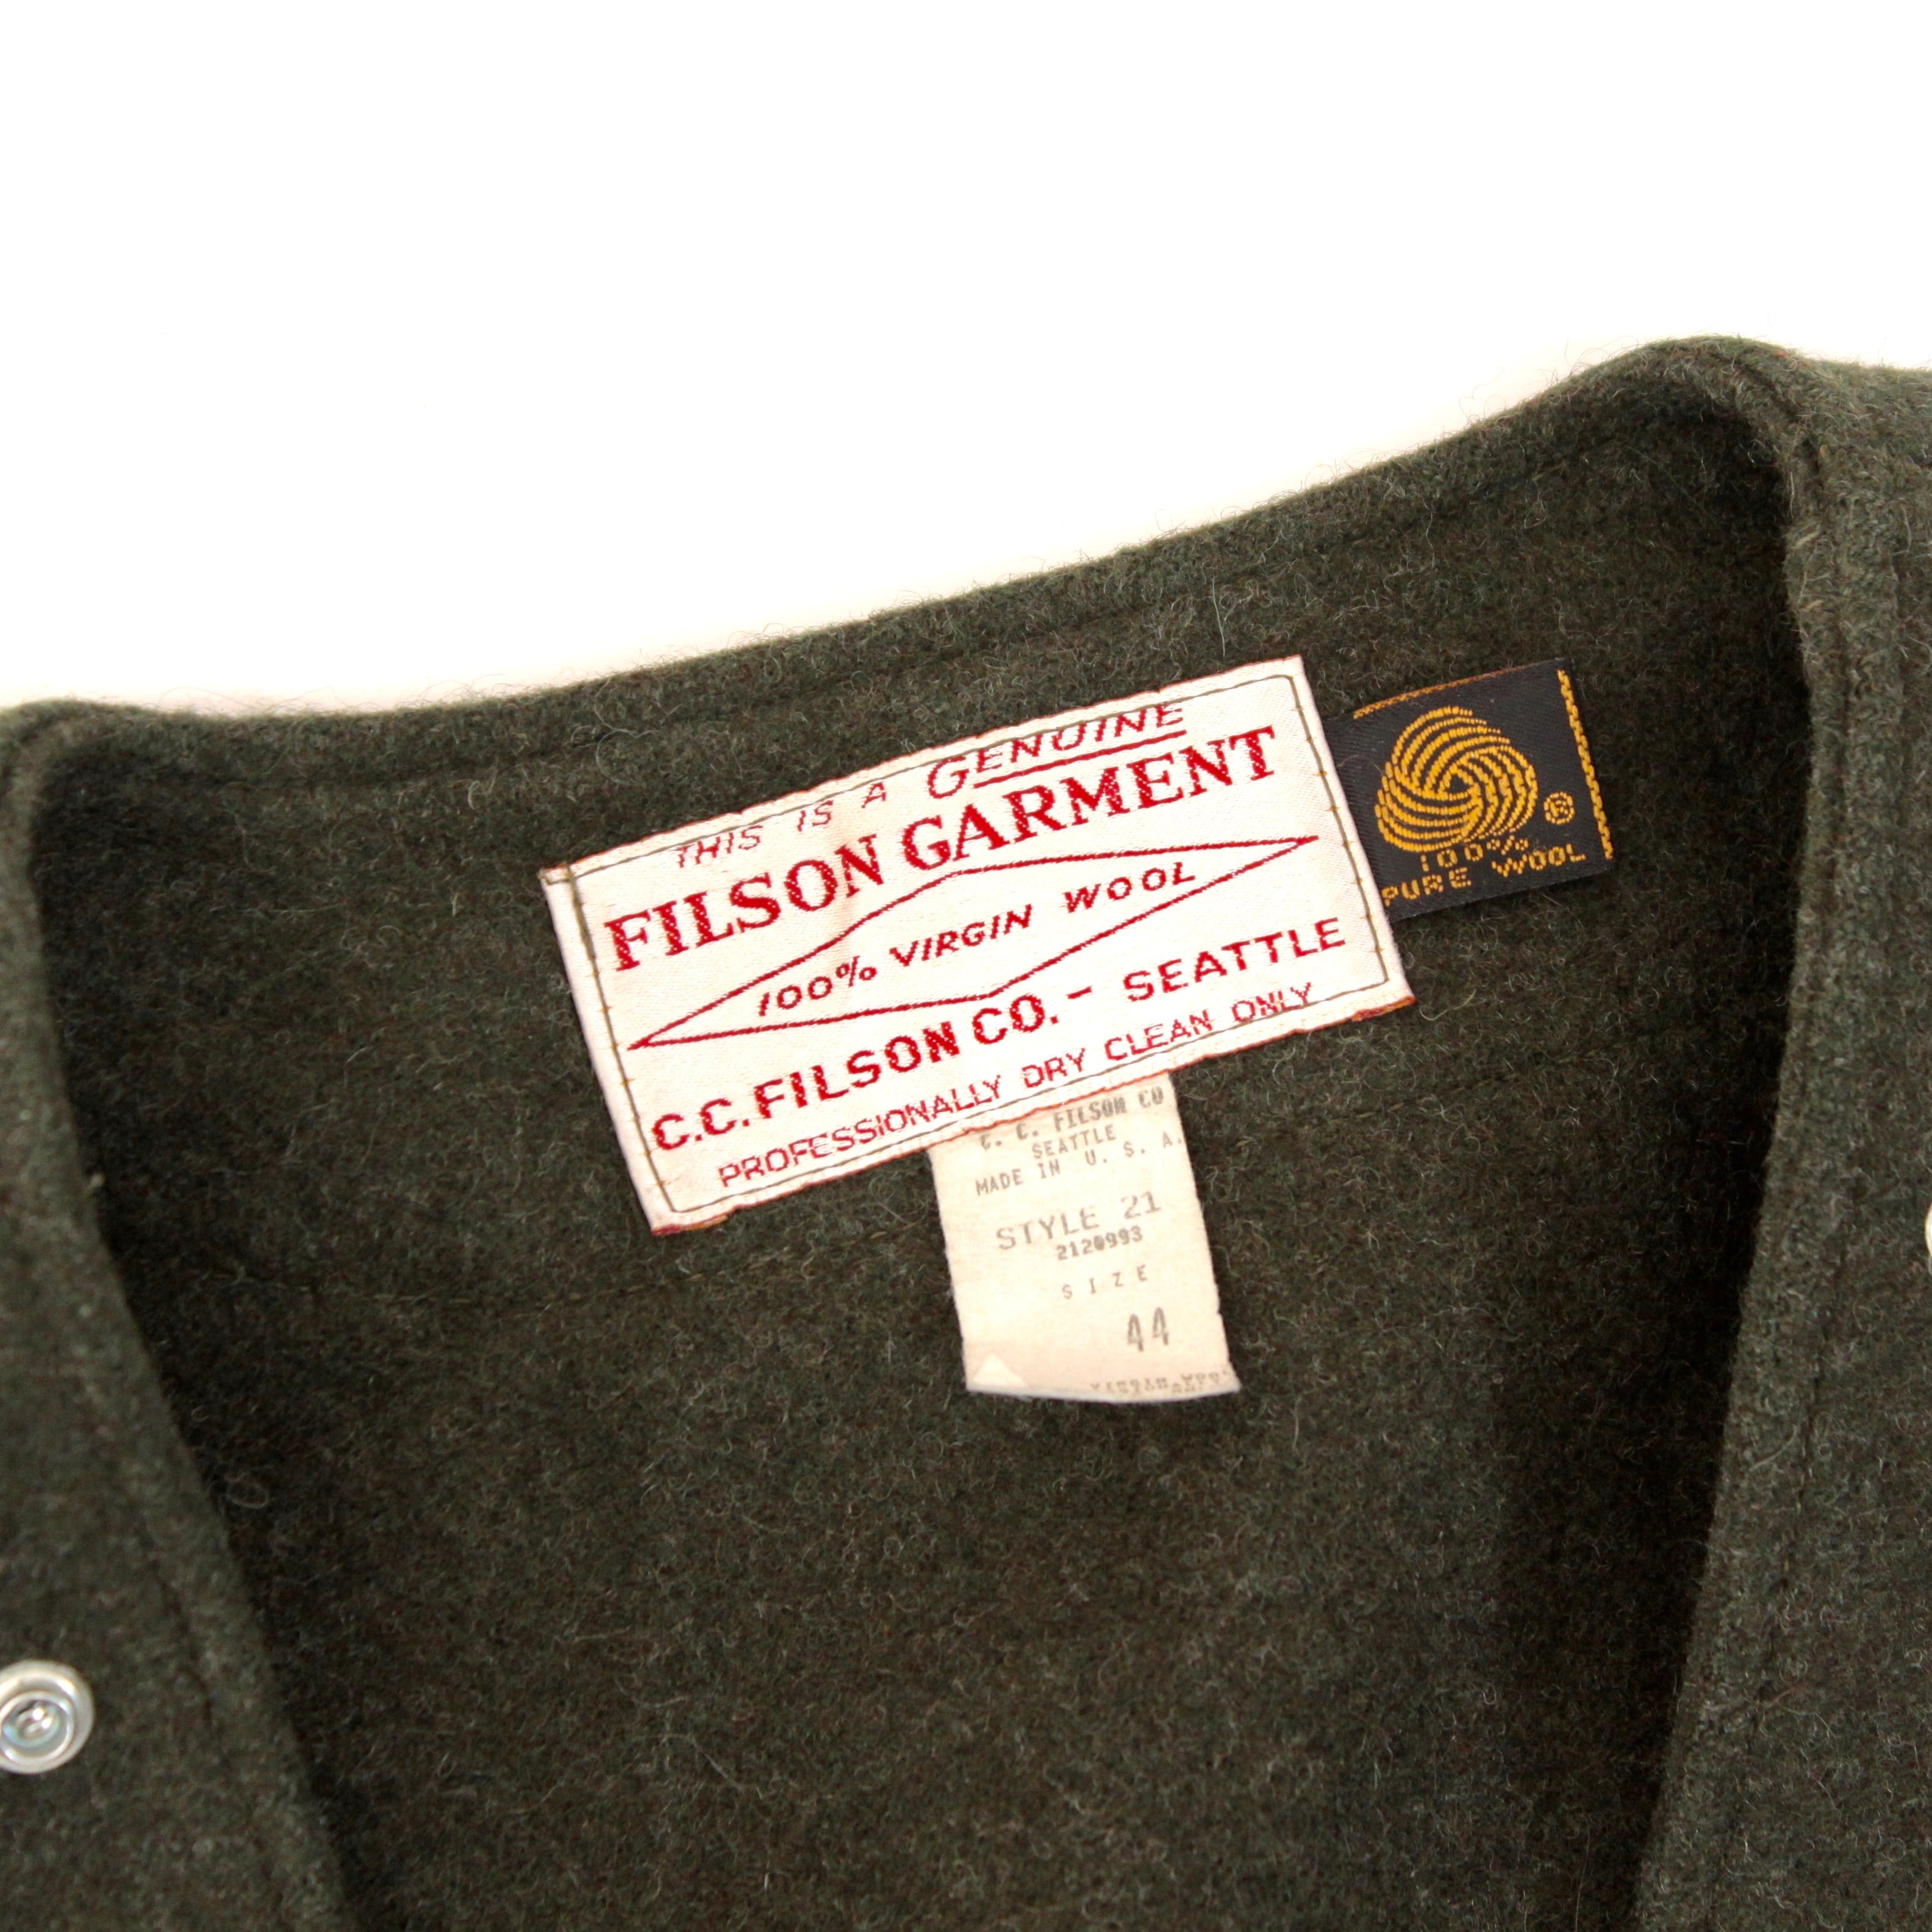 THIS IS A GENUINE
FILSON GARMENT
100% VIRGIN WOOL
C.C. FILSON CO. - SEATTLE
PROFESSIONALLY DRY CLEAN ONLY
®
100%
PURE WOOL
C. C. FILSON CO
SEATTLE
MADE IN U. S. A.
STYLE 21
2120993
SIZE
44